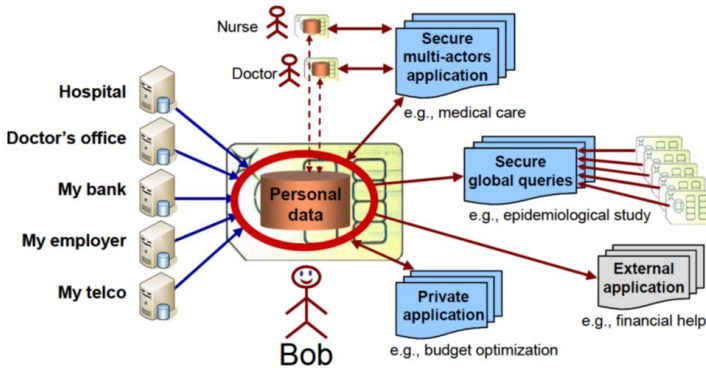 Nurse
Doctor
Secure
multi-actors
application
e.g., medical care
Hospital
Doctor's office
My bank
My employer
My telco
Personal
data
Secure
global queries
e.g., epidemiological study
External
application
e.g., financial help
Private
application
e.g., budget optimization
Bob